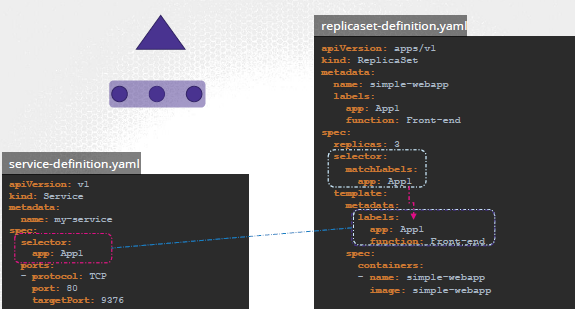 replicaset-definition.yaml
apiVersion: apps/v1
kind: ReplicaSet
metadata:
  name: simple-webapp
  labels:
    app: App1
    function: Front-end
spec:
  replicas: 3
  selector:
    matchLabels:
      app: App1
  template:
    metadata:
      labels:
        app: App1
        function: Front-end
    spec:
      containers:
      - name: simple-webapp
        image: simple-webapp
service-definition.yaml
apiVersion: v1
kind: Service
metadata:
  name: my-service
spec:
  selector:
    app: App1
  ports:
  - protocol: TCP
    port: 80
    targetPort: 9376